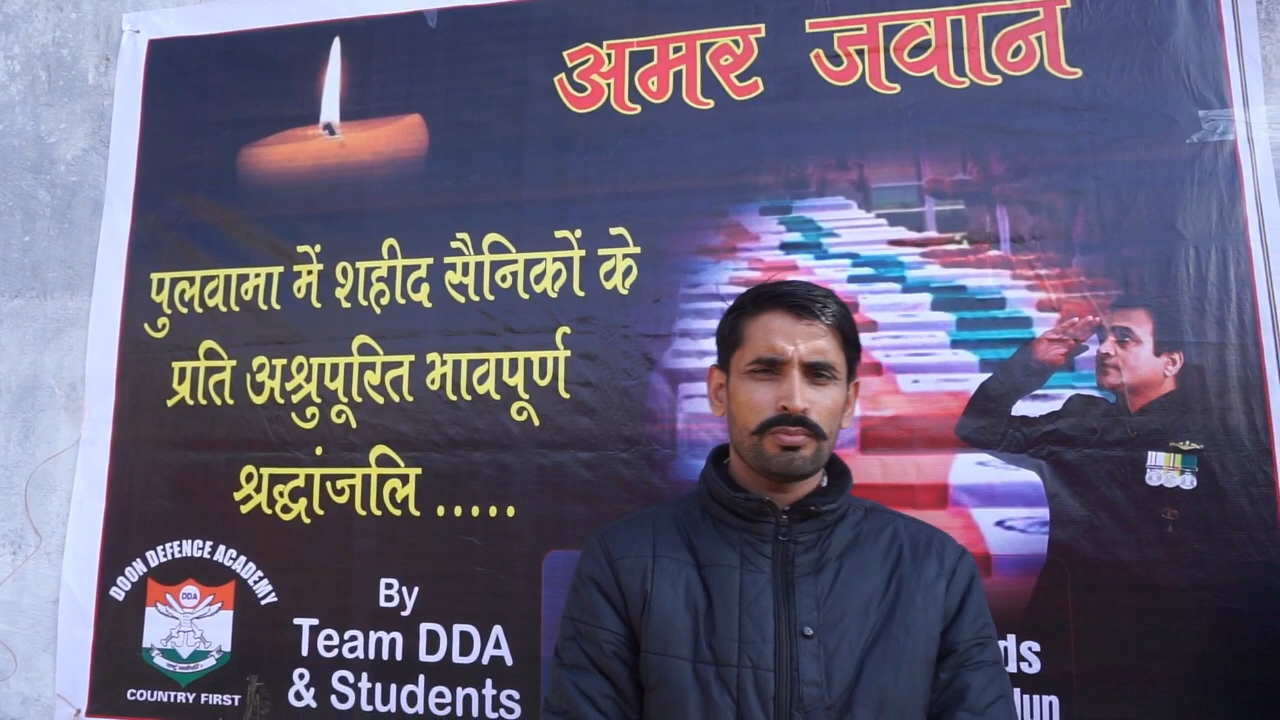 अमर जवान
पुलवामा में शहीद सैनिकों के
प्रति अश्रुपूरित भावपूर्ण
श्रद्धांजलि .....
DOON DEFENCE ACADEMY
DDA
COUNTRY FIRST
By
Team DDA
& Students